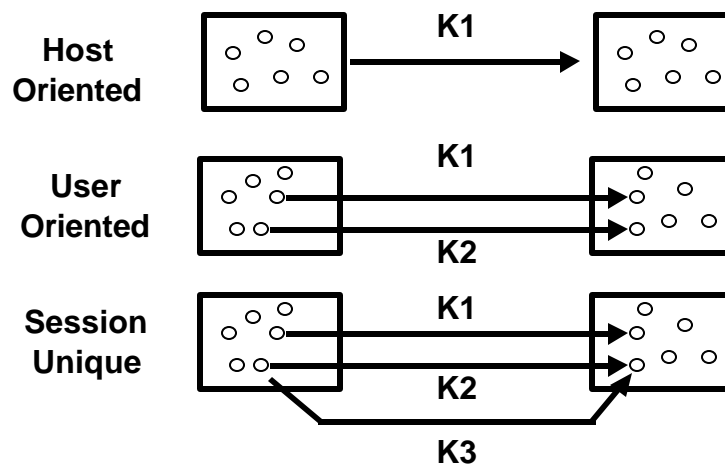 K1
Host
Oriented
K1
User
Oriented
K2
K1
Session
Unique
K2
K3